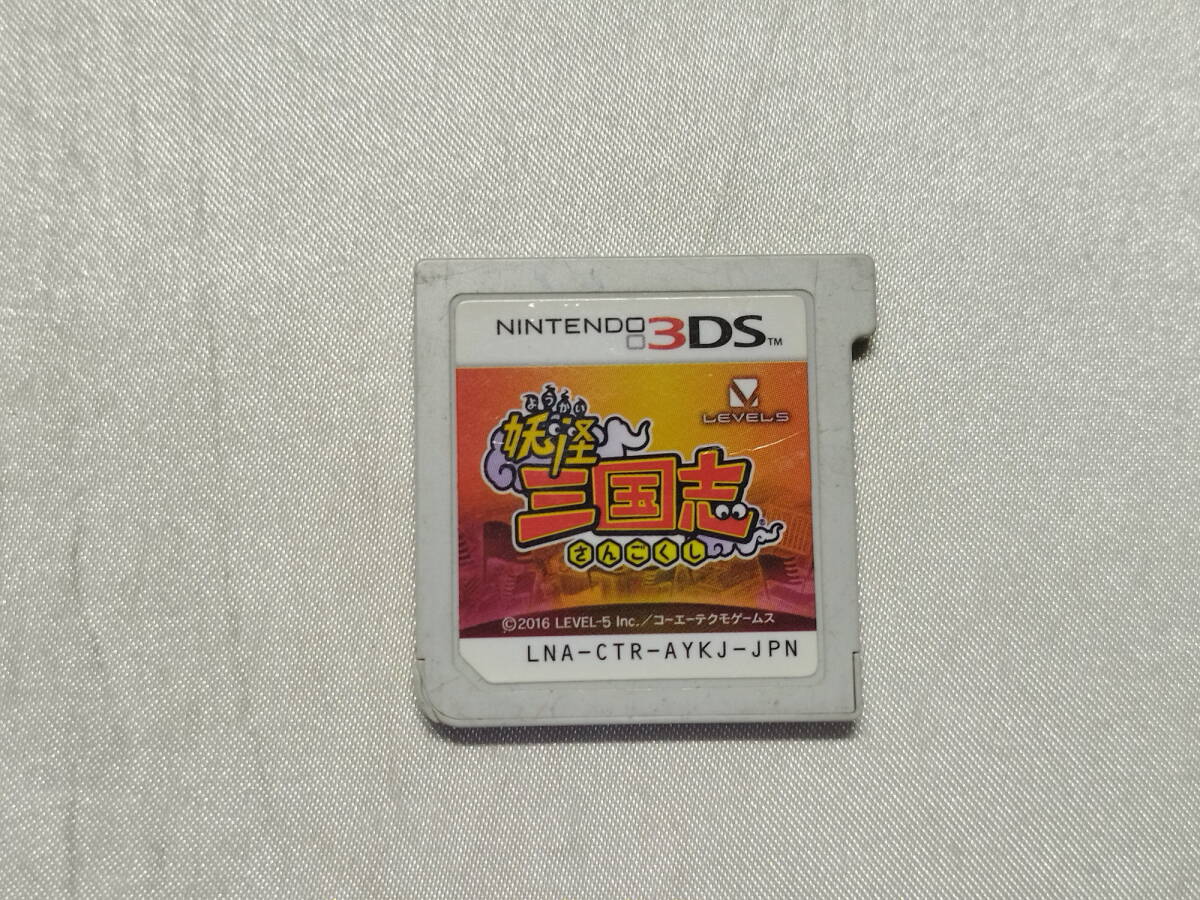 NINTENDO 3DS™
LEVEL5
ようかい
妖怪
三国志®
さんごくし
©2016 LEVEL-5 Inc./コーエーテクモゲームス
LNA-CTR-AYKJ-JPN